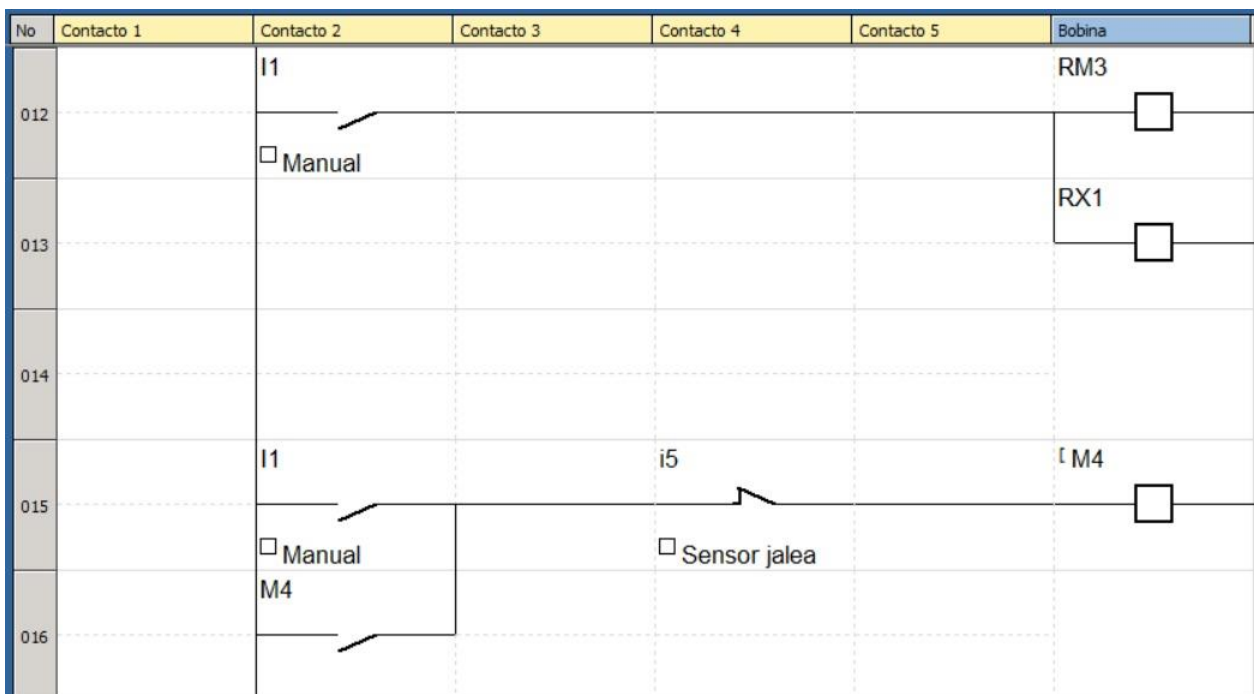 No Contacto 1 Contacto 2 Contacto 3 Contacto 4 Contacto 5 Bobina
I1 RM3
012
Manual
RX1
013
014
I1 i5 [ M4
015
Manual Sensor jalea
M4
016